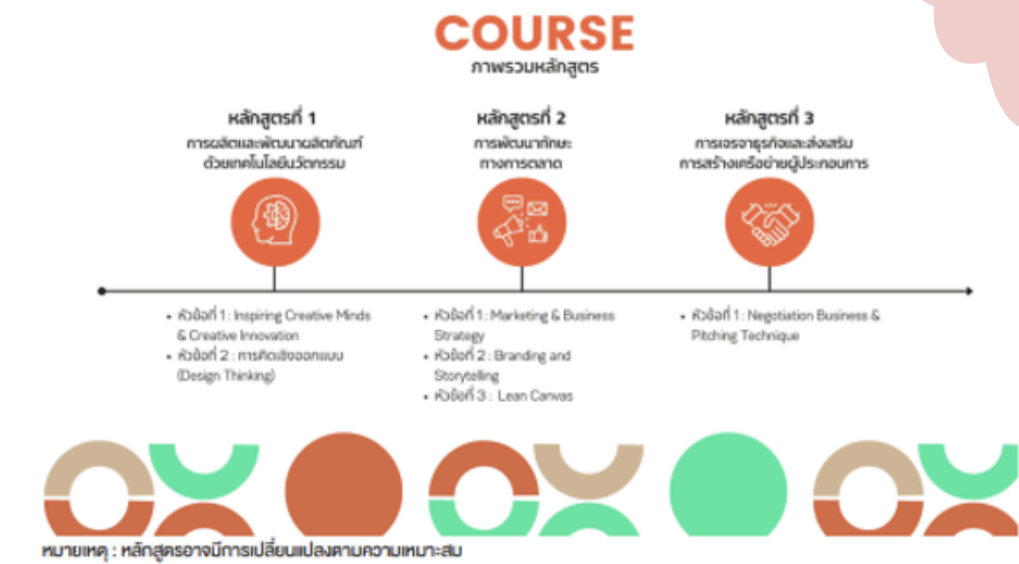 COURSE
ภาพรวมหลักสูตร
หลักสูตรที่ 1
การผลิตและพัฒนาผลิตภัณฑ์
ด้วยเทคโนโลยีนวัตกรรม
หลักสูตรที่ 2
การพัฒนาทักษะ
ทางการตลาด
หลักสูตรที่ 3
การเจรจาธุรกิจและส่งเสริม
การสร้างเครือข่ายผู้ประกอบการ
• หัวข้อที่ 1 : Inspiring Creative Minds
& Creative Innovation
• หัวข้อที่ 2 : การคิดเชิงออกแบบ
(Design Thinking)
• หัวข้อที่ 1 : Marketing & Business
Strategy
• หัวข้อที่ 2 : Branding and
Storytelling
• หัวข้อที่ 3 : Lean Canvas
• หัวข้อที่ 1 : Negotiation Business &
Pitching Technique
หมายเหตุ : หลักสูตรอาจมีการเปลี่ยนแปลงตามความเหมาะสม